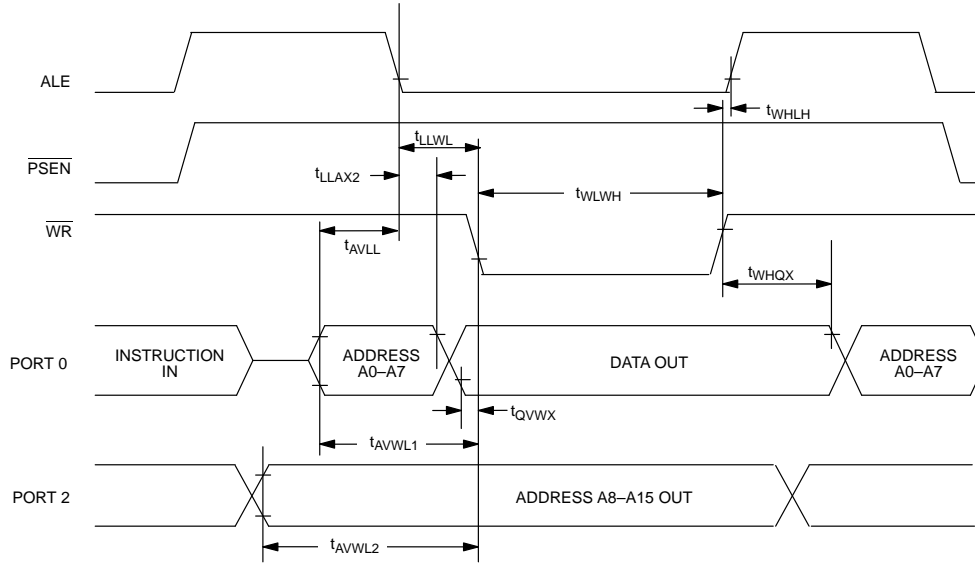 ALE
tWHLH
tLLWL
PSEN
tLLAX2
tWLWH
WR
tAVLL
tWHQX
PORT 0
INSTRUCTION
IN
ADDRESS
A0–A7
DATA OUT
ADDRESS
A0–A7
tQVWX
tAVWL1
PORT 2
ADDRESS A8–A15 OUT
tAVWL2